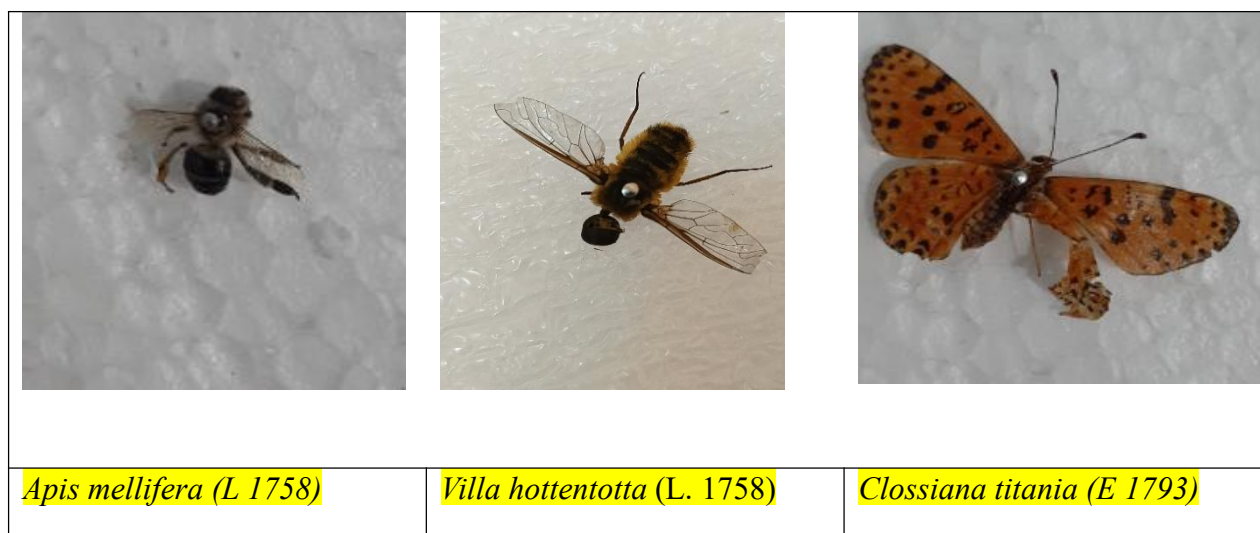 Apis mellifera (L 1758)
Villa hottentotta (L. 1758)
Clossiana titania (E 1793)